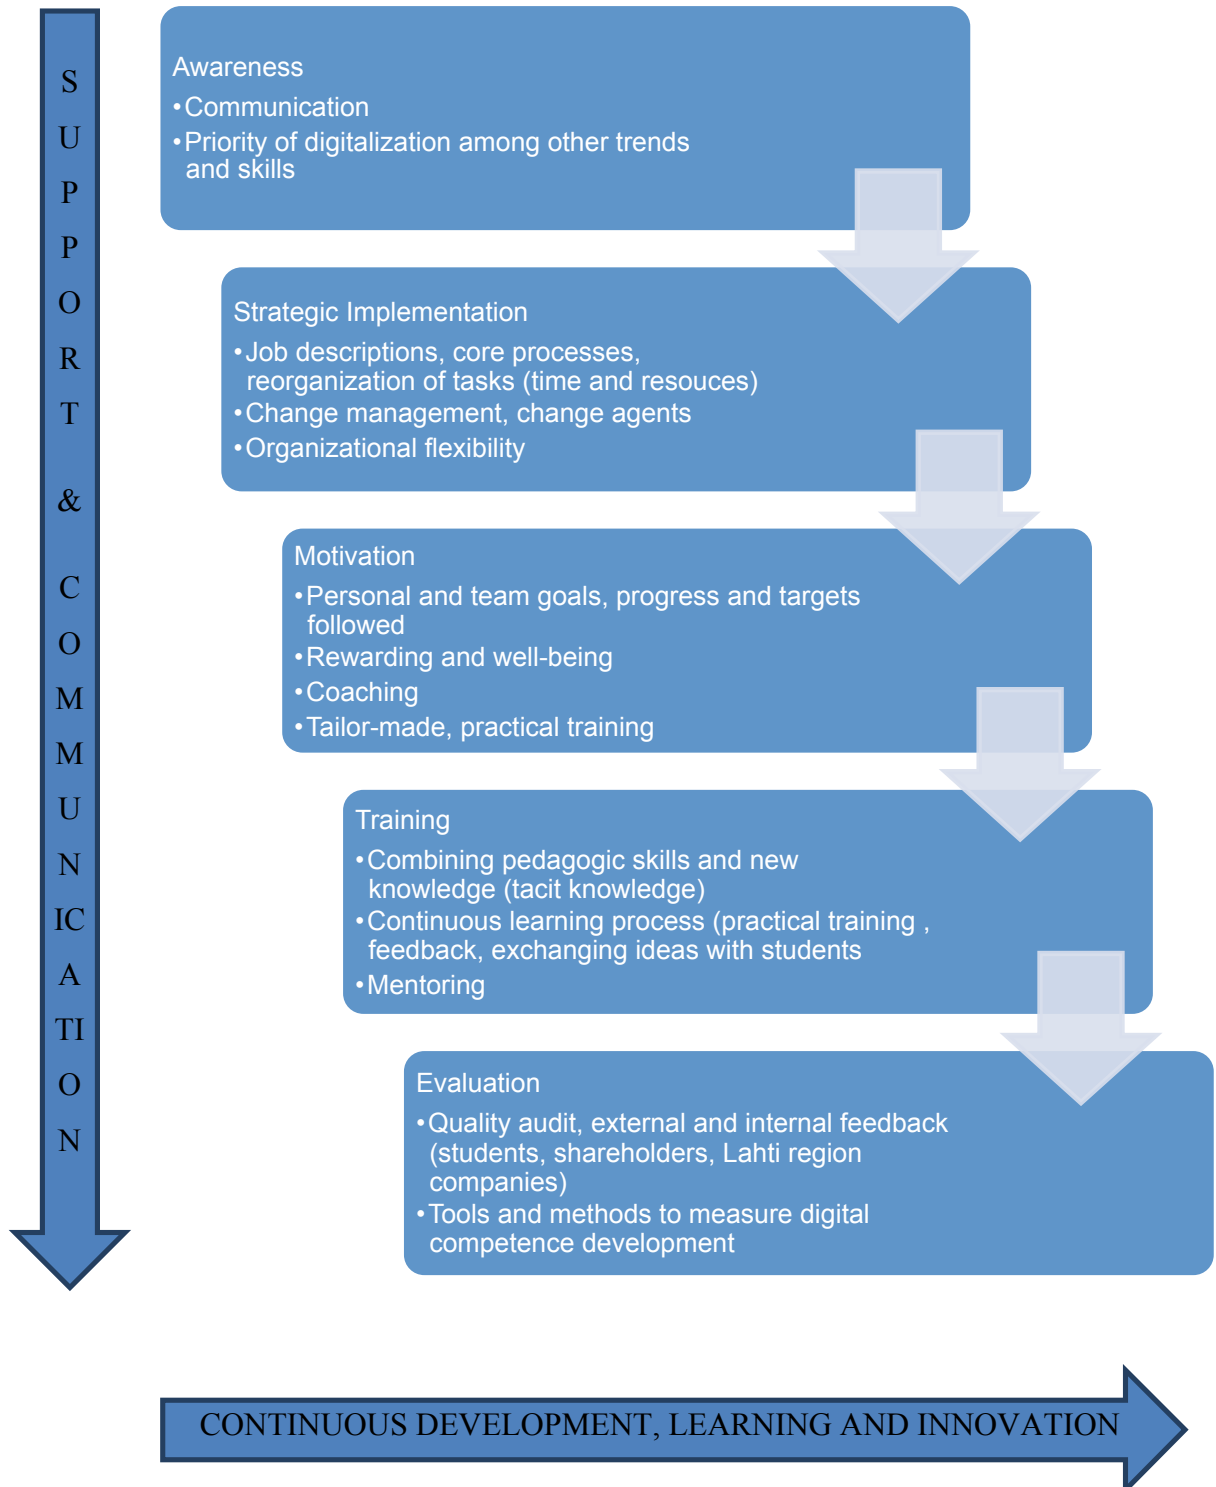 S
U
P
P
O
R
T
&
C
O
M
M
U
N
IC
A
TI
O
N
Awareness
•Communication
•Priority of digitalization among other trends
and skills
Strategic Implementation
•Job descriptions, core processes,
reorganization of tasks (time and resouces)
•Change management, change agents
•Organizational flexibility
Motivation
•Personal and team goals, progress and targets
followed
•Rewarding and well-being
•Coaching
•Tailor-made, practical training
Training
•Combining pedagogic skills and new
knowledge (tacit knowledge)
•Continuous learning process (practical training ,
feedback, exchanging ideas with students
•Mentoring
Evaluation
•Quality audit, external and internal feedback
(students, shareholders, Lahti region
companies)
•Tools and methods to measure digital
competence development
CONTINUOUS DEVELOPMENT, LEARNING AND INNOVATION